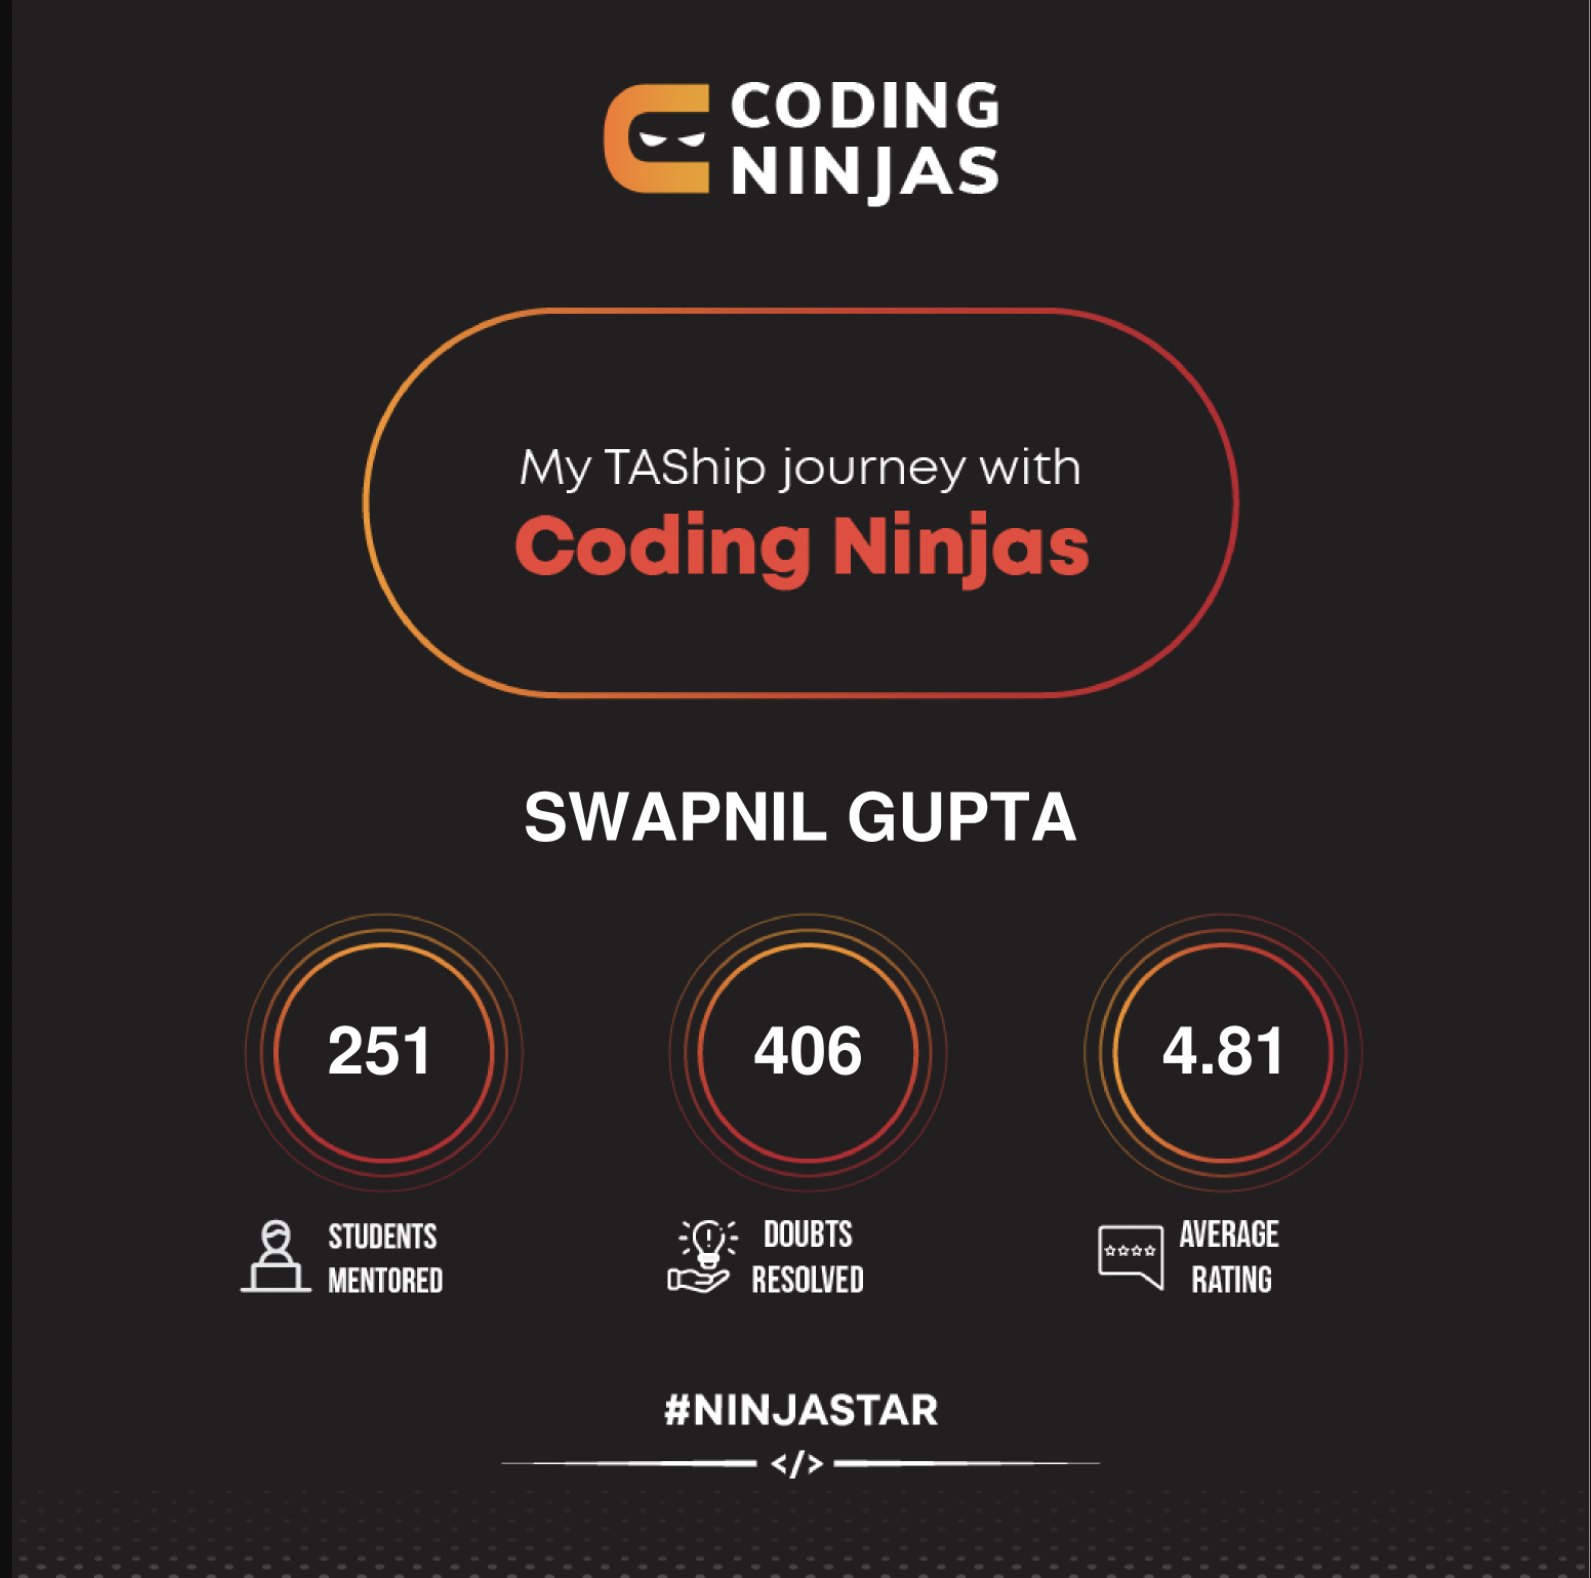 CODING
NINJAS
My TAShip journey with
Coding Ninjas
SWAPNIL GUPTA
251
406
4.81
STUDENTS
MENTORED
DOUBTS
RESOLVED
AVERAGE
RATING
#NINJASTAR
</>